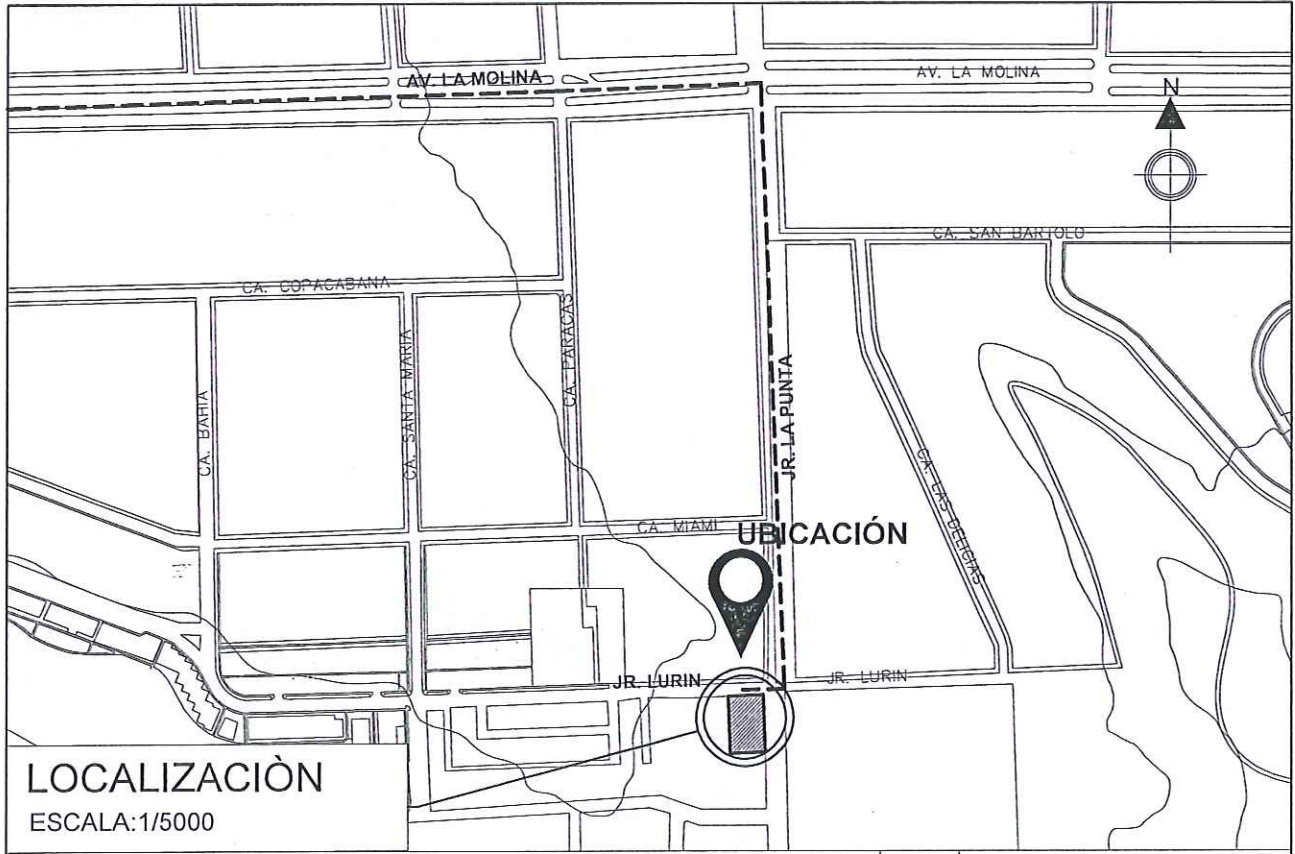 AV. LA MOLINA
AV. LA MOLINA
N
CA. SAN BARTOLO
CA. COPACABANA
CA. PARACAS
CA. SANTA MARIA
CA. BAHIA
JR. LA PUNTA
CA. LAS DELICIAS
CA. MIAMI
UBICACIÓN
JR. LURIN
JR. LURIN
LOCALIZACIÒN
ESCALA:1/5000